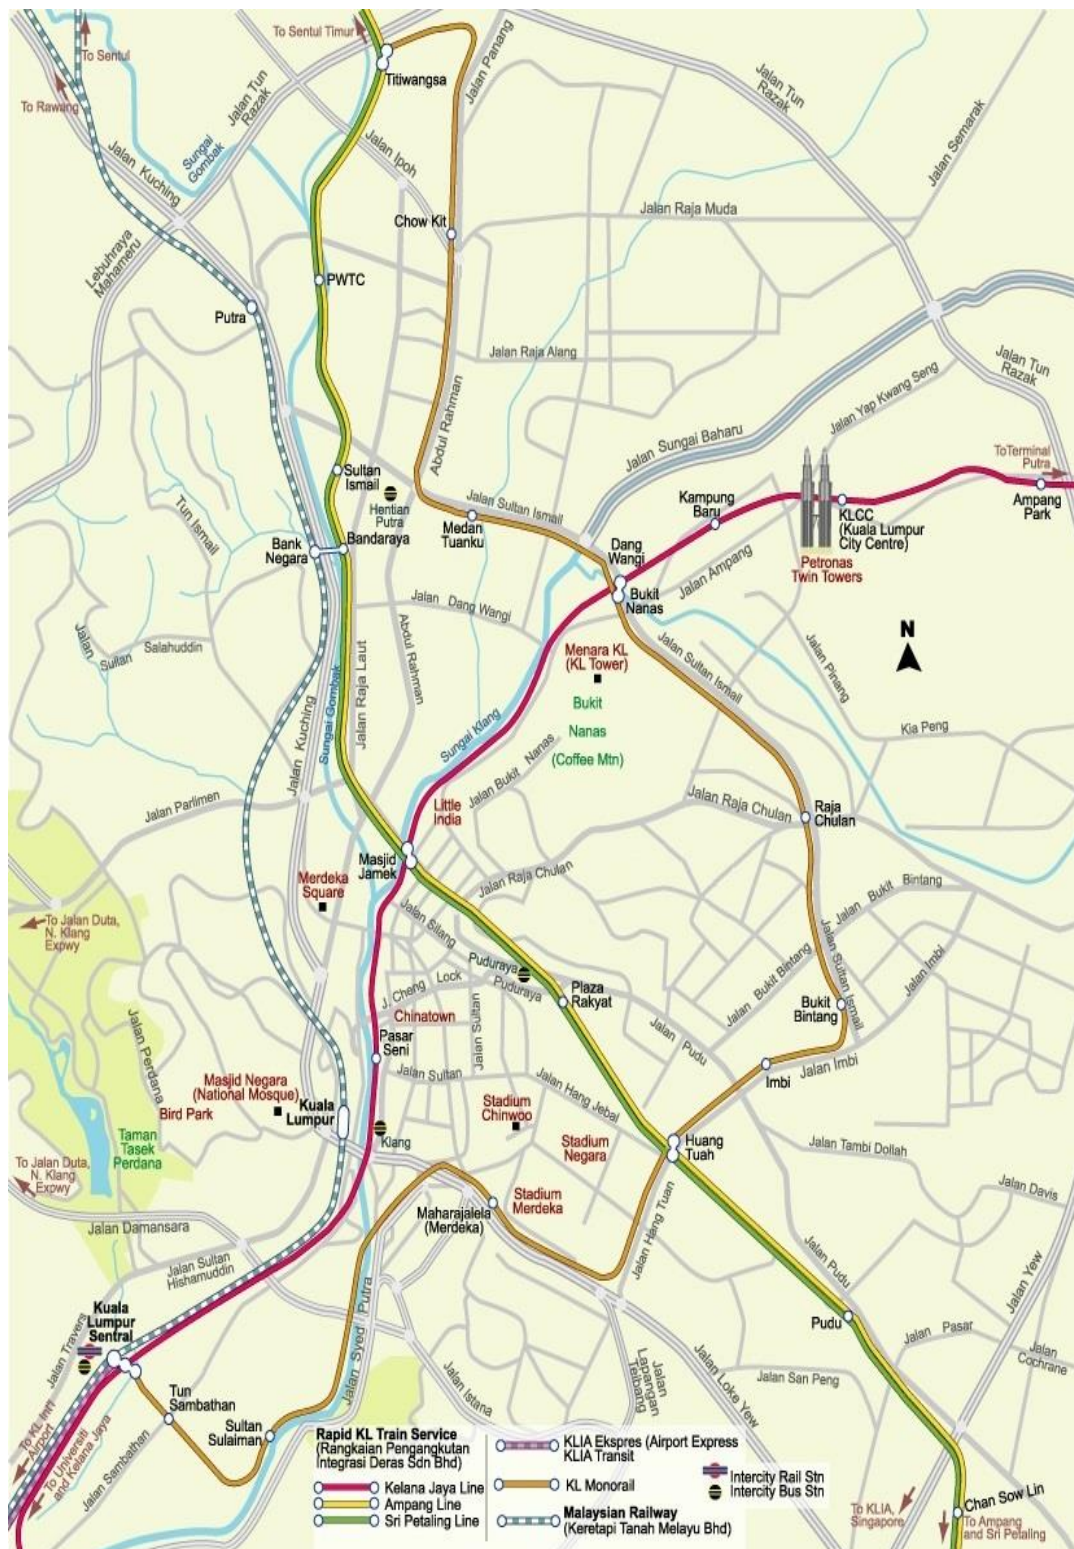 To Sentul
To Rawang
To Sentul Timur
Titiwangsa
Jalan Panang
Jalan Tun
Razak
Sungai
Gombak
Jalan Kuching
Jalan Ipoh
Jalan Tun
Razak
Jalan Semarak
Lebuhraya
Mahameru
Chow Kit
Jalan Raja Muda
PWTC
Putra
Jalan Raja Alang
Jalan Tun
Razak
Jalan Yap Kwang Seng
Abdul Rahman
Jalan Sungai Baharu
ToTerminal
Putra
Sultan
Ismail
Hentian
Putra
Jalan Sultan Ismail
Medan
Tuanku
Kampung
Baru
KLCC
(Kuala Lumpur
City Centre)
Ampang
Park
Tun Ismail
Bank
Negara
Bandaraya
Dang
Wangi
Petronas
Twin Towers
Bukit
Nanas
Jalan Ampang
Jalan Dang Wangi
Abdul Rahman
N
Jalan
Sultan
Salahuddin
Menara KL
(KL Tower)
Jalan Sultan Ismail
Jalan Pinang
Jalan Raja Laut
Sungai Gombak
Jalan Kuching
Sungai Klang
Bukit
Nanas
(Coffee Mtn)
Kia Peng
Jalan Bukit Nanas
Jalan Parlimen
Little
India
Jalan Raja Chulan
Raja
Chulan
Masjid
Jamek
Merdeka
Square
Jalan Raja Chulan
Jalan Bukit Bintang
To Jalan Duta,
N. Klang
Expwy
Jalan Silang
Puduraya
Puduraya
J. Cheng Lock
Plaza
Rakyat
Jalan Bukit Bintang
Jalan Sultan Ismail
Jalan Imbi
Bukit
Bintang
Chinatown
Jalan Sultan
Pasar
Seni
Jalan Pudu
Jalan Perdana
Imbi
Jalan Imbi
Masjid Negara
(National Mosque)
Kuala
Lumpur
Jalan Sultan
Jalan Hang Jebal
Bird Park
Stadium
Chinwoo
Klang
Taman
Tasek
Perdana
Stadium
Negara
Huang
Tuah
Jalan Tambi Dollah
To Jalan Duta,
N. Klang
Expwy
Jalan Davis
Stadium
Merdeka
Maharajalela
(Merdeka)
Jalan Hang Tuan
Jalan Damansara
Jalan Sultan
Hishamuddin
Jalan Pudu
Jalan Yew
Kuala
Lumpur
Sentral
Jalan Travers
Jalan Syed Putra
Pudu
Jalan Pasar
Jalan
Cochrane
Jalan San Peng
Jalan
Lapangan
Teibang
Jalan Loke Yew
Jalan Istana
Tun
Sambathan
Sultan
Sulaiman
To KL Int'l
Airport
To Universiti
and Kelana Jaya
Jalan Sambathan
Rapid KL Train Service
(Rangkaian Pengangkutan
Integrasi Deras Sdn Bhd)
Kelana Jaya Line
Ampang Line
Sri Petaling Line
KLIA Ekspres (Airport Express
KLIA Transit
KL Monorail
Malaysian Railway
(Keretapi Tanah Melayu Bhd)
Intercity Rail Stn
Intercity Bus Stn
To KLIA,
Singapore
Chan Sow Lin
To Ampang
and Sri Petaling